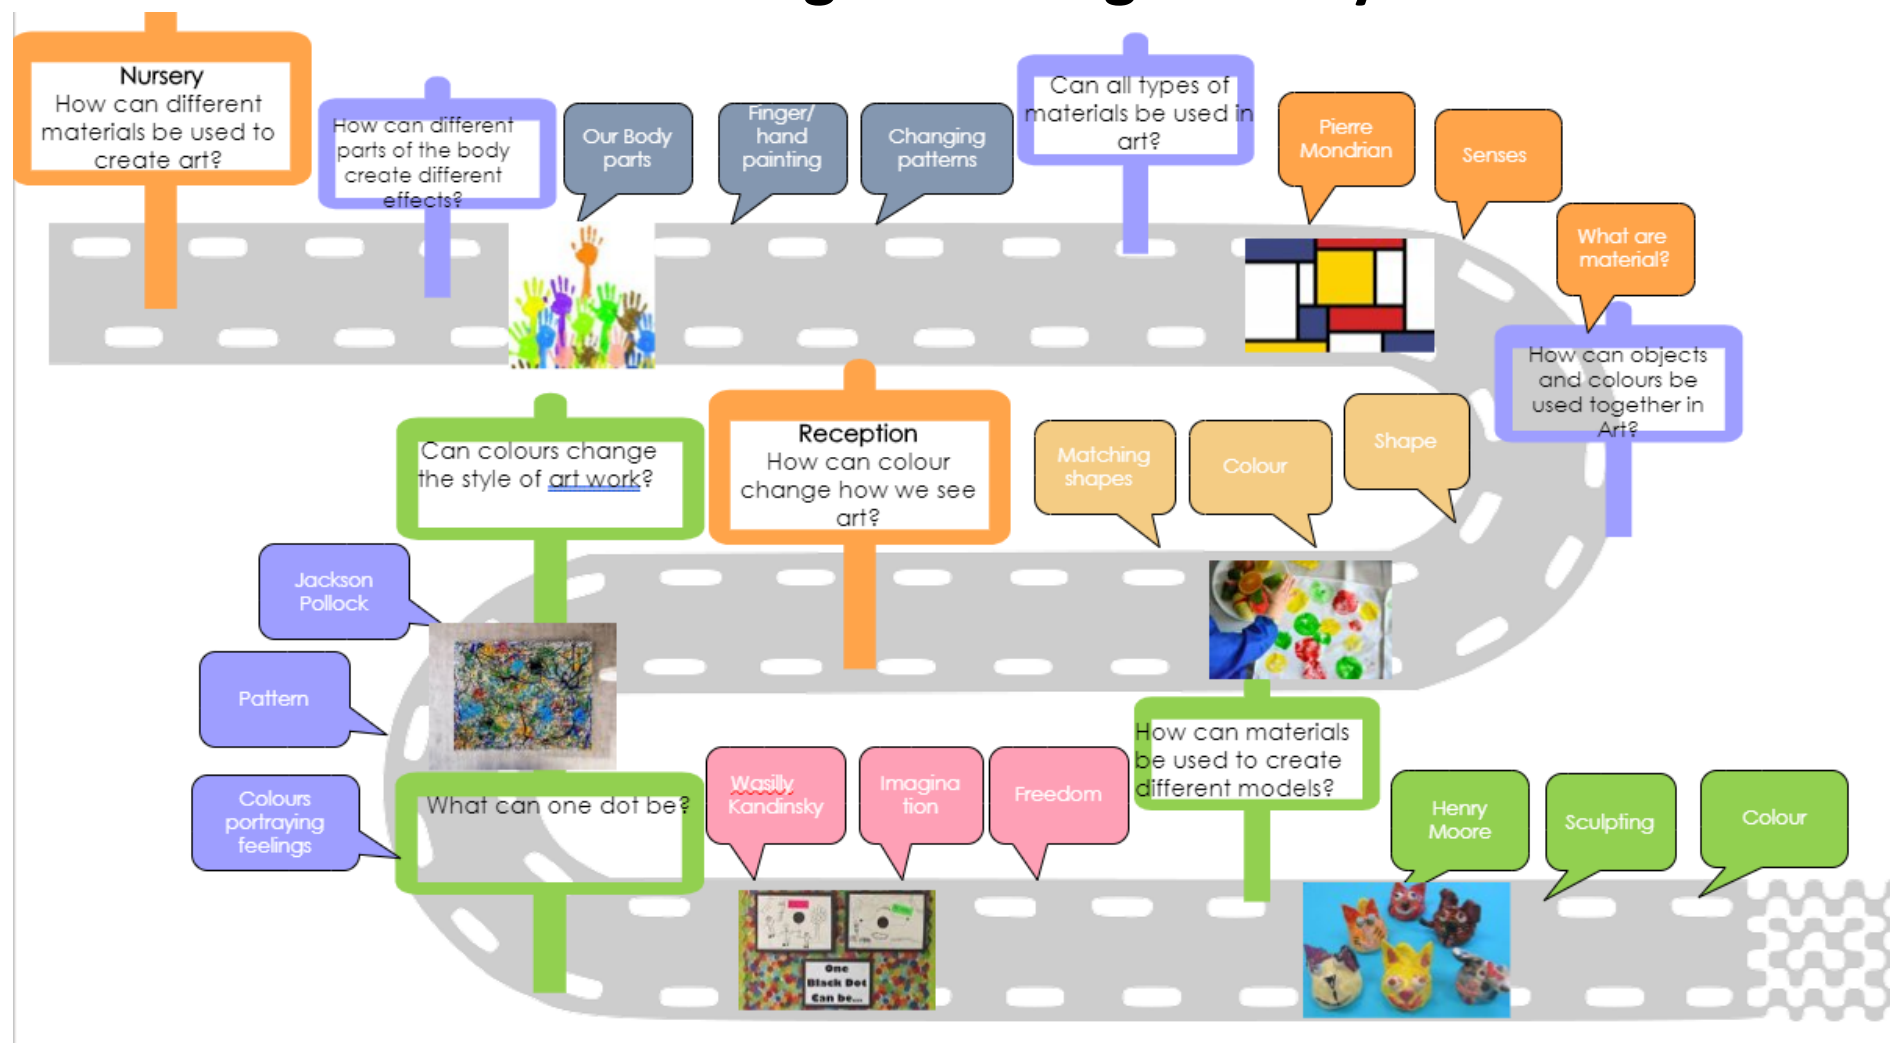 Nursery
How can different
materials be used to
create art?
How can different
parts of the body
create different
effects?
Our Body
parts
Finger/
hand
painting
Changing
patterns
Can all types of
materials be used in
art?
Pierre
Mondrian
Senses
What are
material?
How can objects
and colours be
used together in
Art?
Shape
Colour
Matching
shapes
Reception
How can colour
change how we see
art?
Can colours change
the style of art work?
Jackson
Pollock
Pattern
Colours
portraying
feelings
What can one dot be?
Wasilly
Kandinsky
Imagina
tion
Freedom
One
Black Dot
Can be...
How can materials
be used to create
different models?
Henry
Moore
Sculpting
Colour